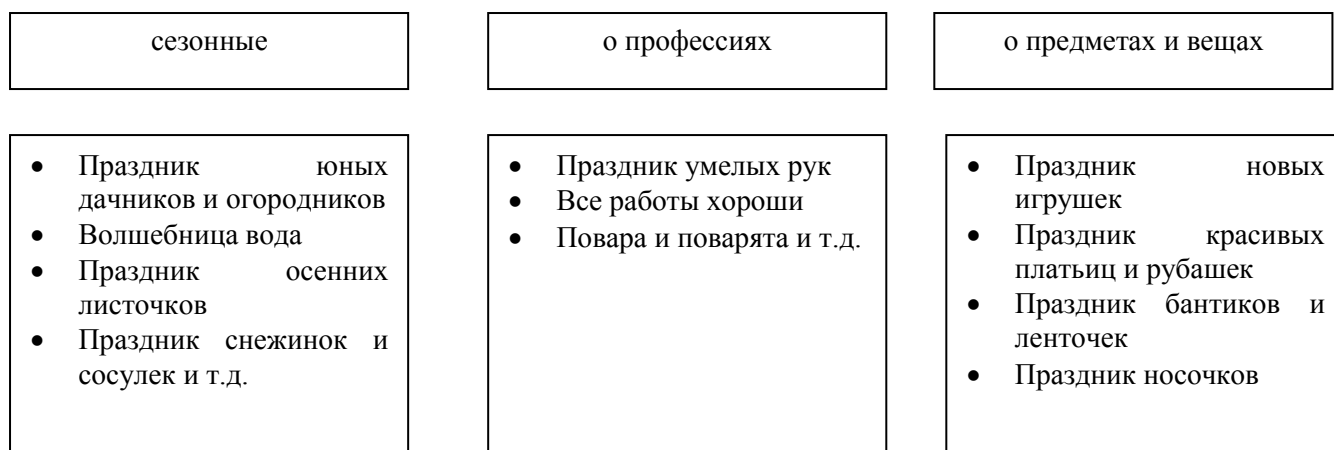 сезонные
о профессиях
о предметах и вещах
• Праздник юных
дачников и огородников
• Волшебница вода
• Праздник осенних
листочков
• Праздник снежинок и
сосулек и т.д.
• Праздник умелых рук
• Все работы хороши
• Повара и поварята и т.д.
• Праздник новых
игрушек
• Праздник красивых
платьиц и рубашек
• Праздник бантиков и
ленточек
• Праздник носочков